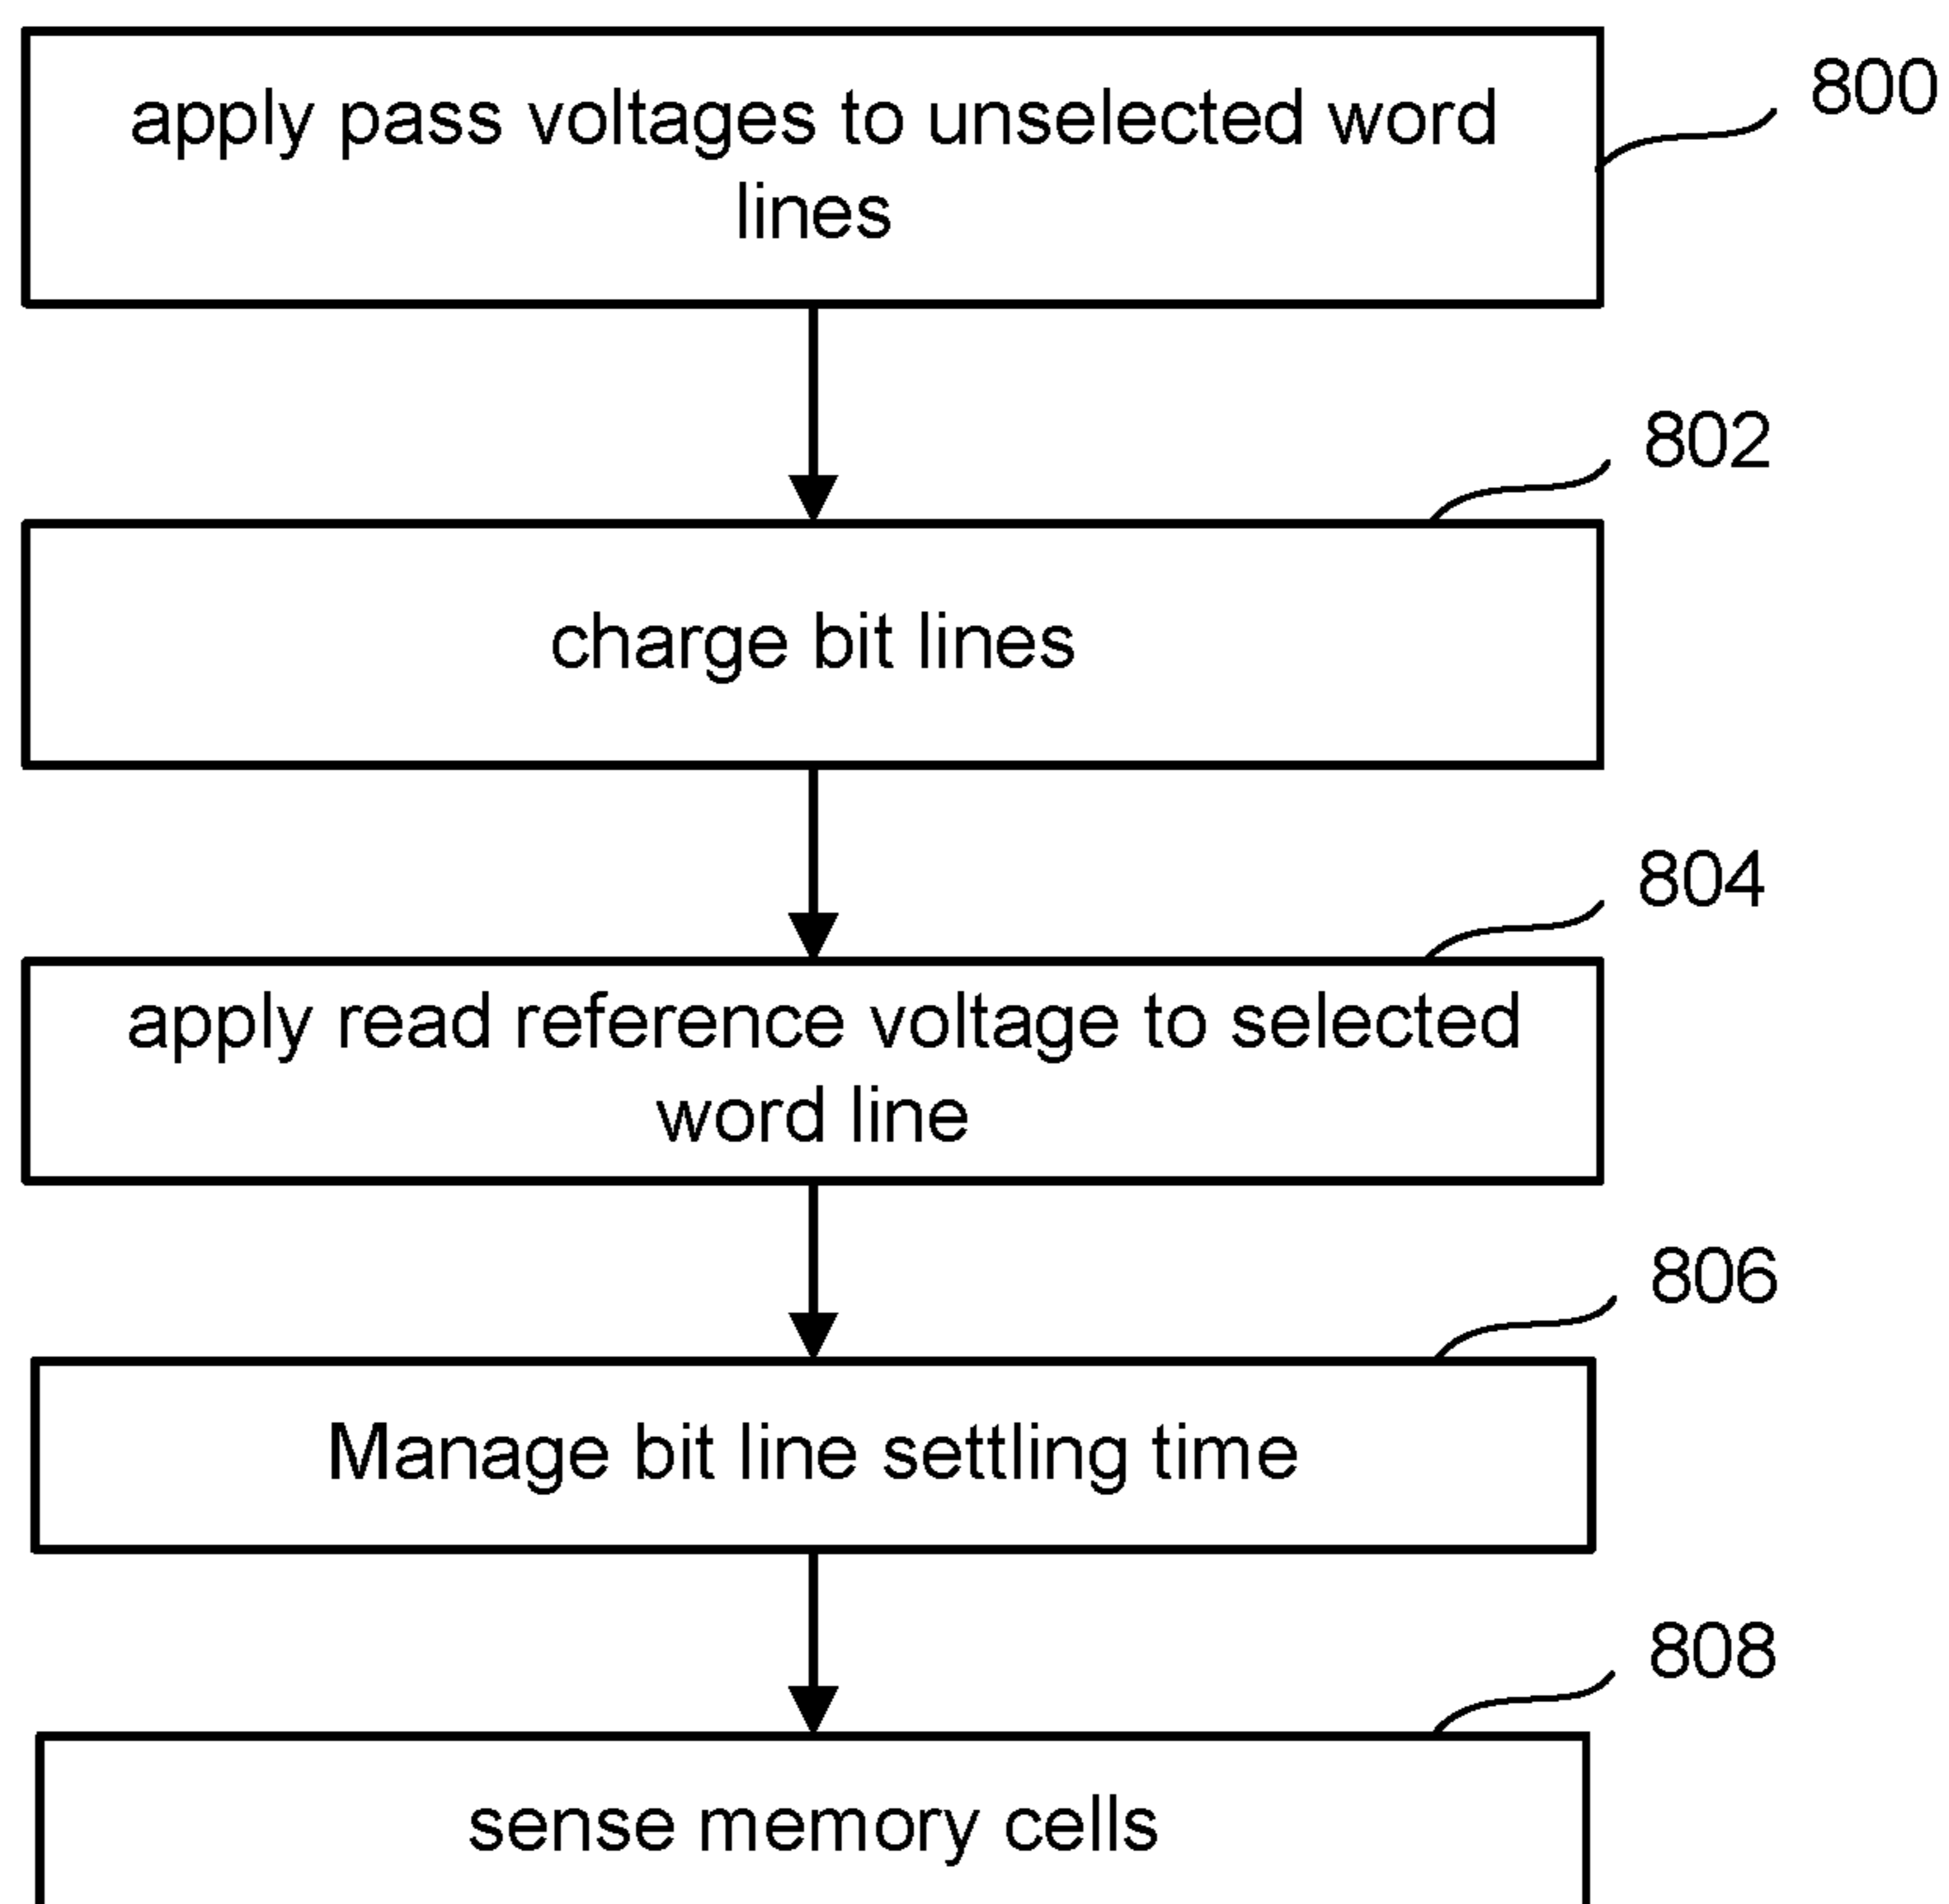 apply pass voltages to unselected word
lines
800
802
charge bit lines
804
apply read reference voltage to selected
word line
806
Manage bit line settling time
808
sense memory cells